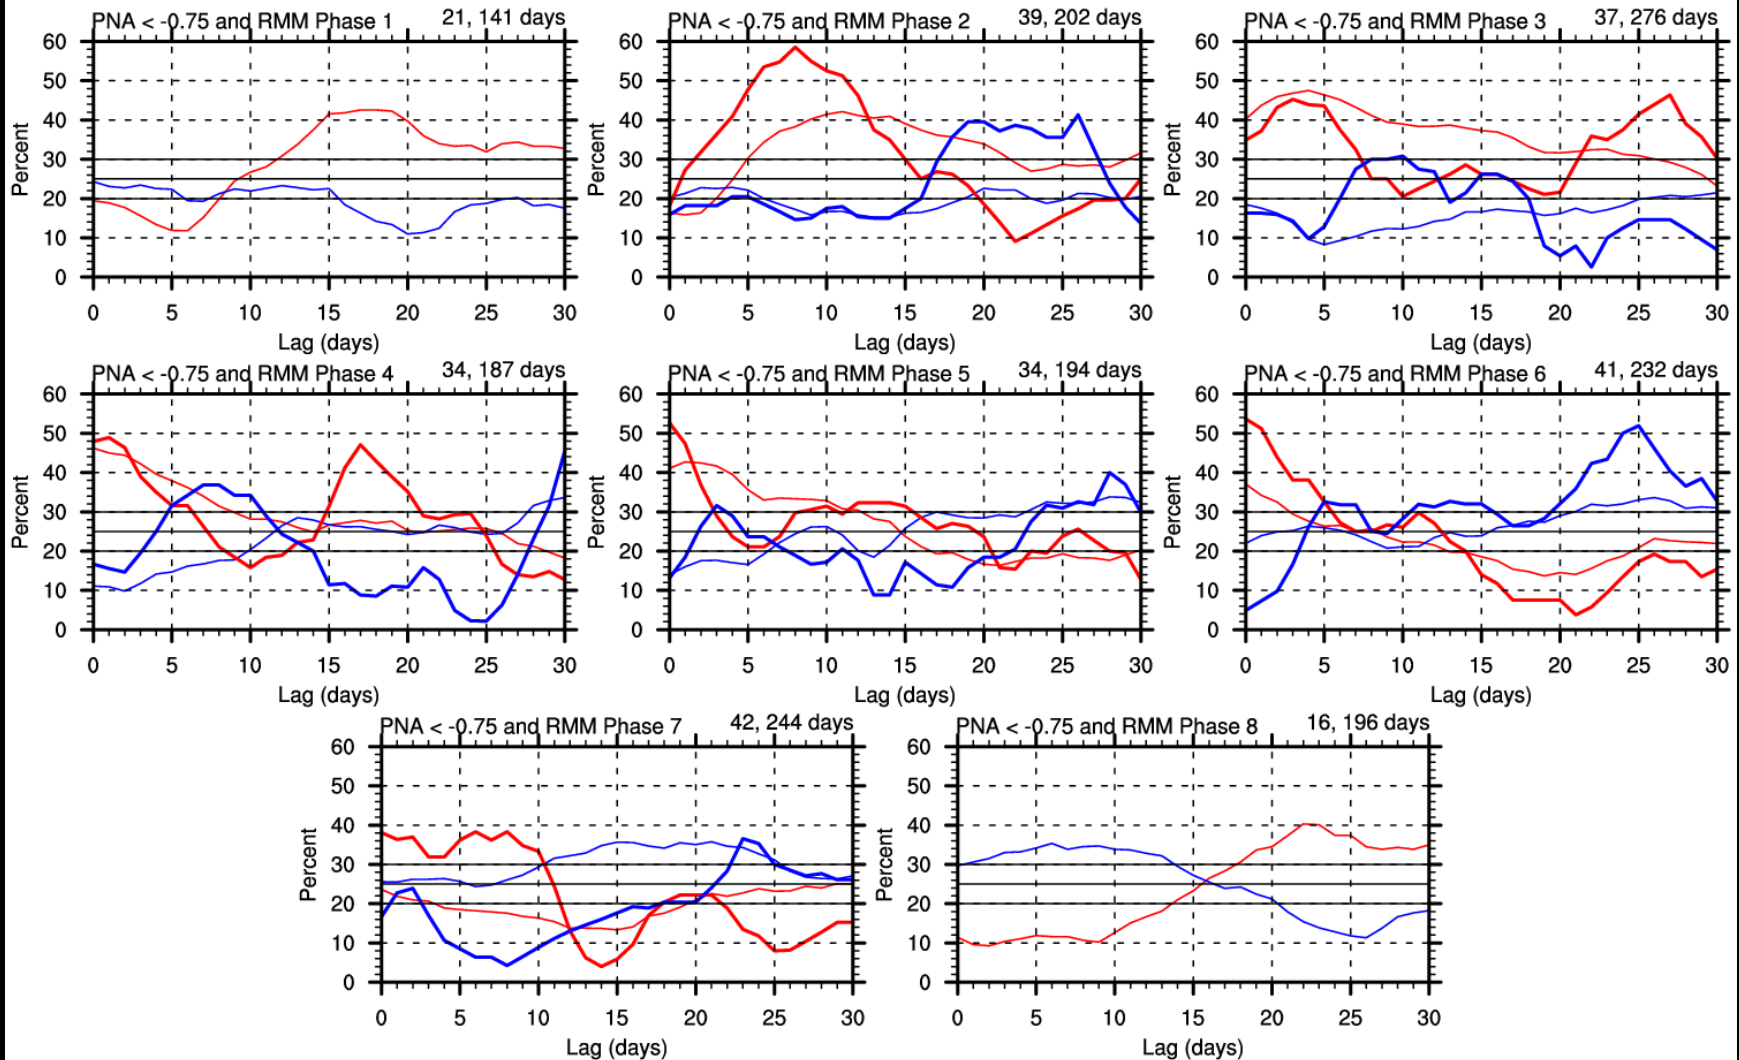 PNA < -0.75 and RMM Phase 1 21, 141 days
60
50
40
30
20
10
0
Percent
0 5 10 15 20 25 30
Lag (days)
PNA < -0.75 and RMM Phase 2 39, 202 days
60
50
40
30
20
10
0
Percent
0 5 10 15 20 25 30
Lag (days)
PNA < -0.75 and RMM Phase 3 37, 276 days
60
50
40
30
20
10
0
Percent
0 5 10 15 20 25 30
Lag (days)
PNA < -0.75 and RMM Phase 4 34, 187 days
60
50
40
30
20
10
0
Percent
0 5 10 15 20 25 30
Lag (days)
PNA < -0.75 and RMM Phase 5 34, 194 days
60
50
40
30
20
10
0
Percent
0 5 10 15 20 25 30
Lag (days)
PNA < -0.75 and RMM Phase 6 41, 232 days
60
50
40
30
20
10
0
Percent
0 5 10 15 20 25 30
Lag (days)
PNA < -0.75 and RMM Phase 7 42, 244 days
60
50
40
30
20
10
0
Percent
0 5 10 15 20 25 30
Lag (days)
PNA < -0.75 and RMM Phase 8 16, 196 days
60
50
40
30
20
10
0
Percent
0 5 10 15 20 25 30
Lag (days)